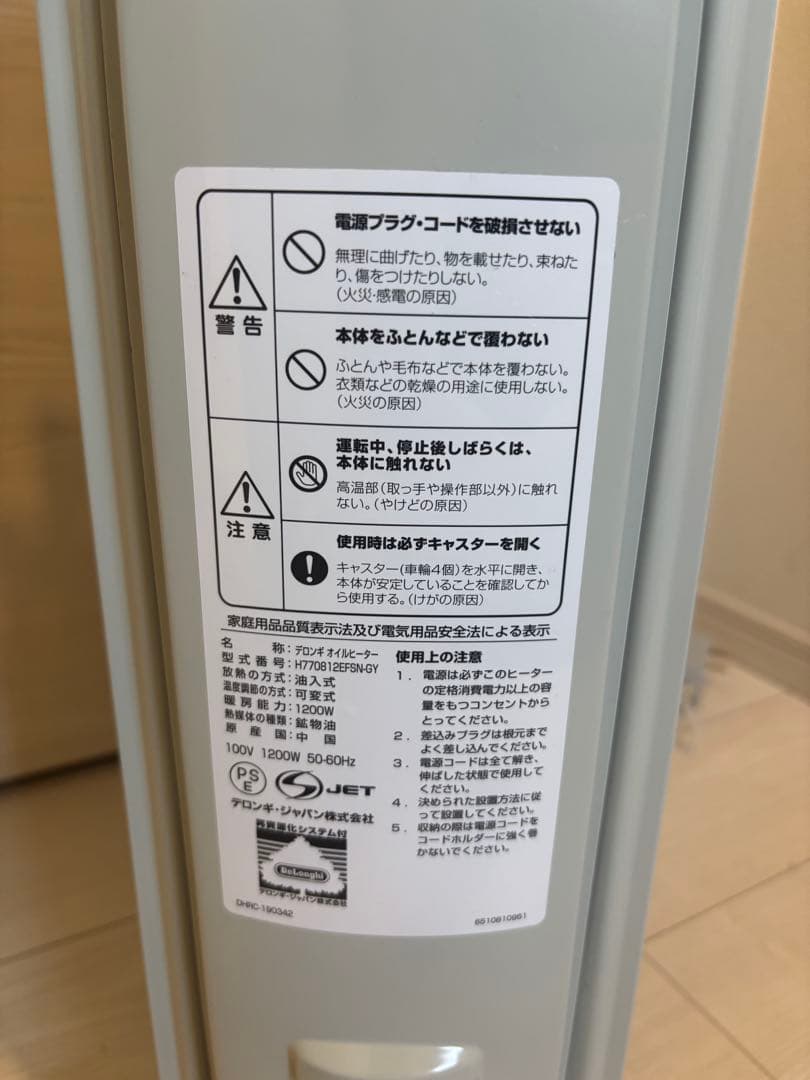 警告
電源プラグ・コードを破損させない
無理に曲げたり、物を載せたり、束ねた
り、傷をつけたりしない。
(火災・感電の原因)
本体をふとんなどで覆わない
ふとんや毛布などで本体を覆わない。
衣類などの乾燥の用途に使用しない。
(火災の原因)
注意
運転中、停止後しばらくは、
本体に触れない
高温部(取っ手や操作部以外)に触れ
ない。(やけどの原因)
使用時は必ずキャスターを開く
キャスター(車輪4個)を水平に開き、
本体が安定していることを確認してか
ら使用する。(けがの原因)
家庭用品品質表示法及び電気用品安全法による表示
名称:デロンギ オイルヒーター
型式番号:H770812EFSN-GY
放熱の方式:油入式
温度調節の方式:可変式
暖房能力:1200W
熱媒体の種類:鉱物油
原産国:中国
100V 1200W 50-60Hz
PS
E
JET
デロンギ・ジャパン株式会社
再資源化システム付
DeLonghi
デロンギ・ジャパン株式会社
DHRC-190342
使用上の注意
1. 電源は必ずこのヒーター
の定格消費電力以上の容
量をもつコンセントから
とってください。
2. 差込みプラグは根元まで
よく差し込んでください。
3. 電源コードは全て解き、
伸ばした状態で使用して
ください。
4. 決められた設置方法に従
って設置してください。
5. 収納の際は電源コードを
コードホルダーに強く巻
かないでください。
6510810961